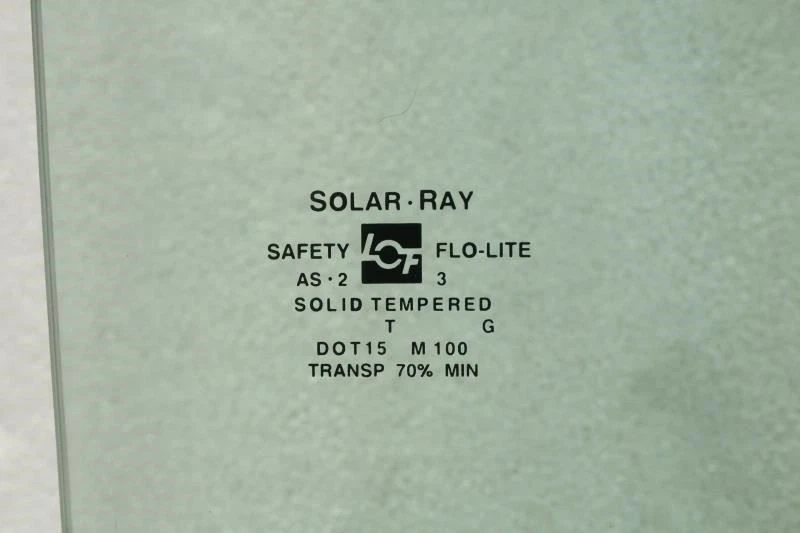 SOLAR · RAY
SAFETY LOF FLO-LITE
AS · 2 3
SOLID TEMPERED
T G
DOT15 M100
TRANSP 70% MIN